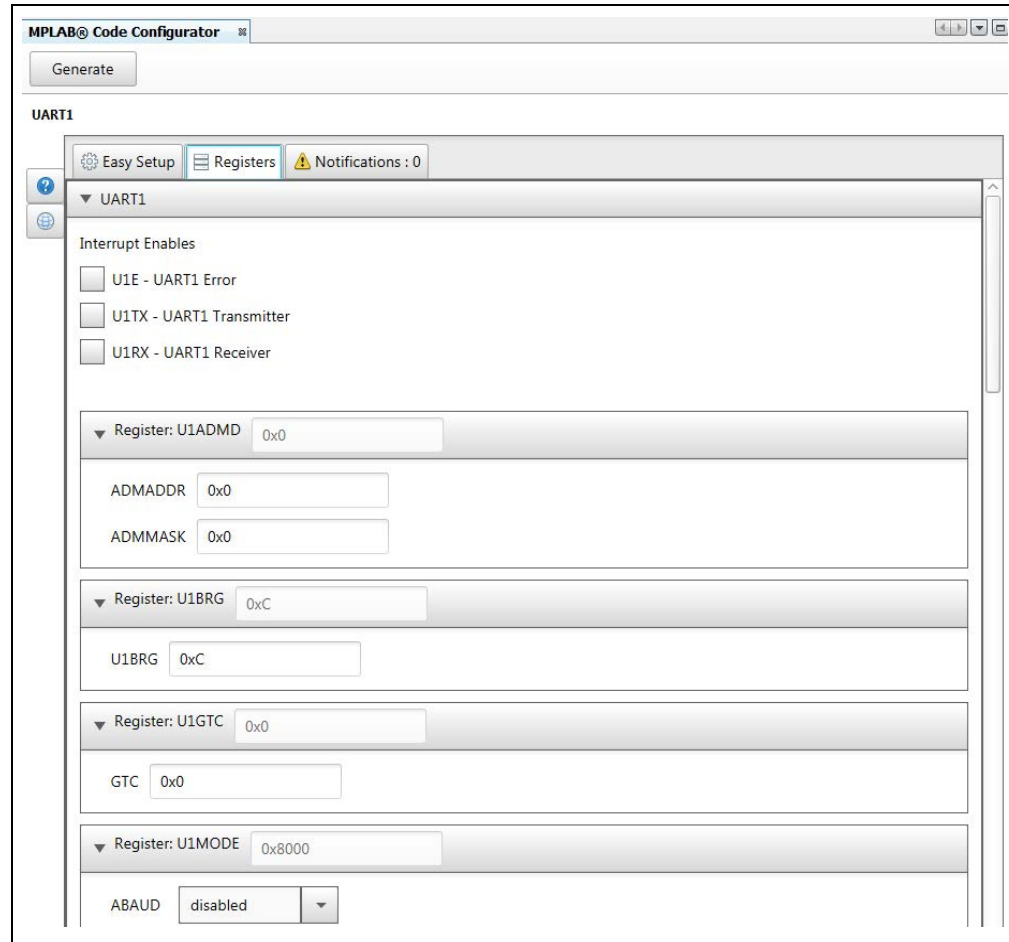 MPLAB® Code Configurator
Generate
UART1
Easy Setup Registers Notifications : 0
UART1
Interrupt Enables
U1E - UART1 Error
U1TX - UART1 Transmitter
U1RX - UART1 Receiver
Register: U1ADMD 0x0
ADMADDR 0x0
ADMMASK 0x0
Register: U1BRG 0xC
U1BRG 0xC
Register: U1GTC 0x0
GTC 0x0
Register: U1MODE 0x8000
ABAUD disabled